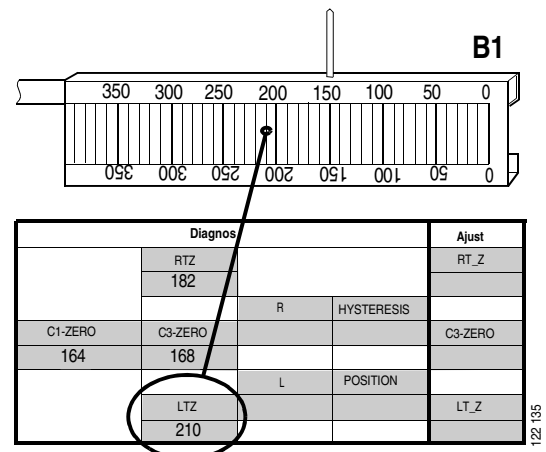 B1
350 300 250 200 150 100 50 0
350 300 250 200 150 100 50 0
Diagnos Ajust
RTZ RT_Z
182
R HYSTERESIS
C1-ZERO C3-ZERO C3-ZERO
164 168
L POSITION
LTZ LT_Z
210
122 135